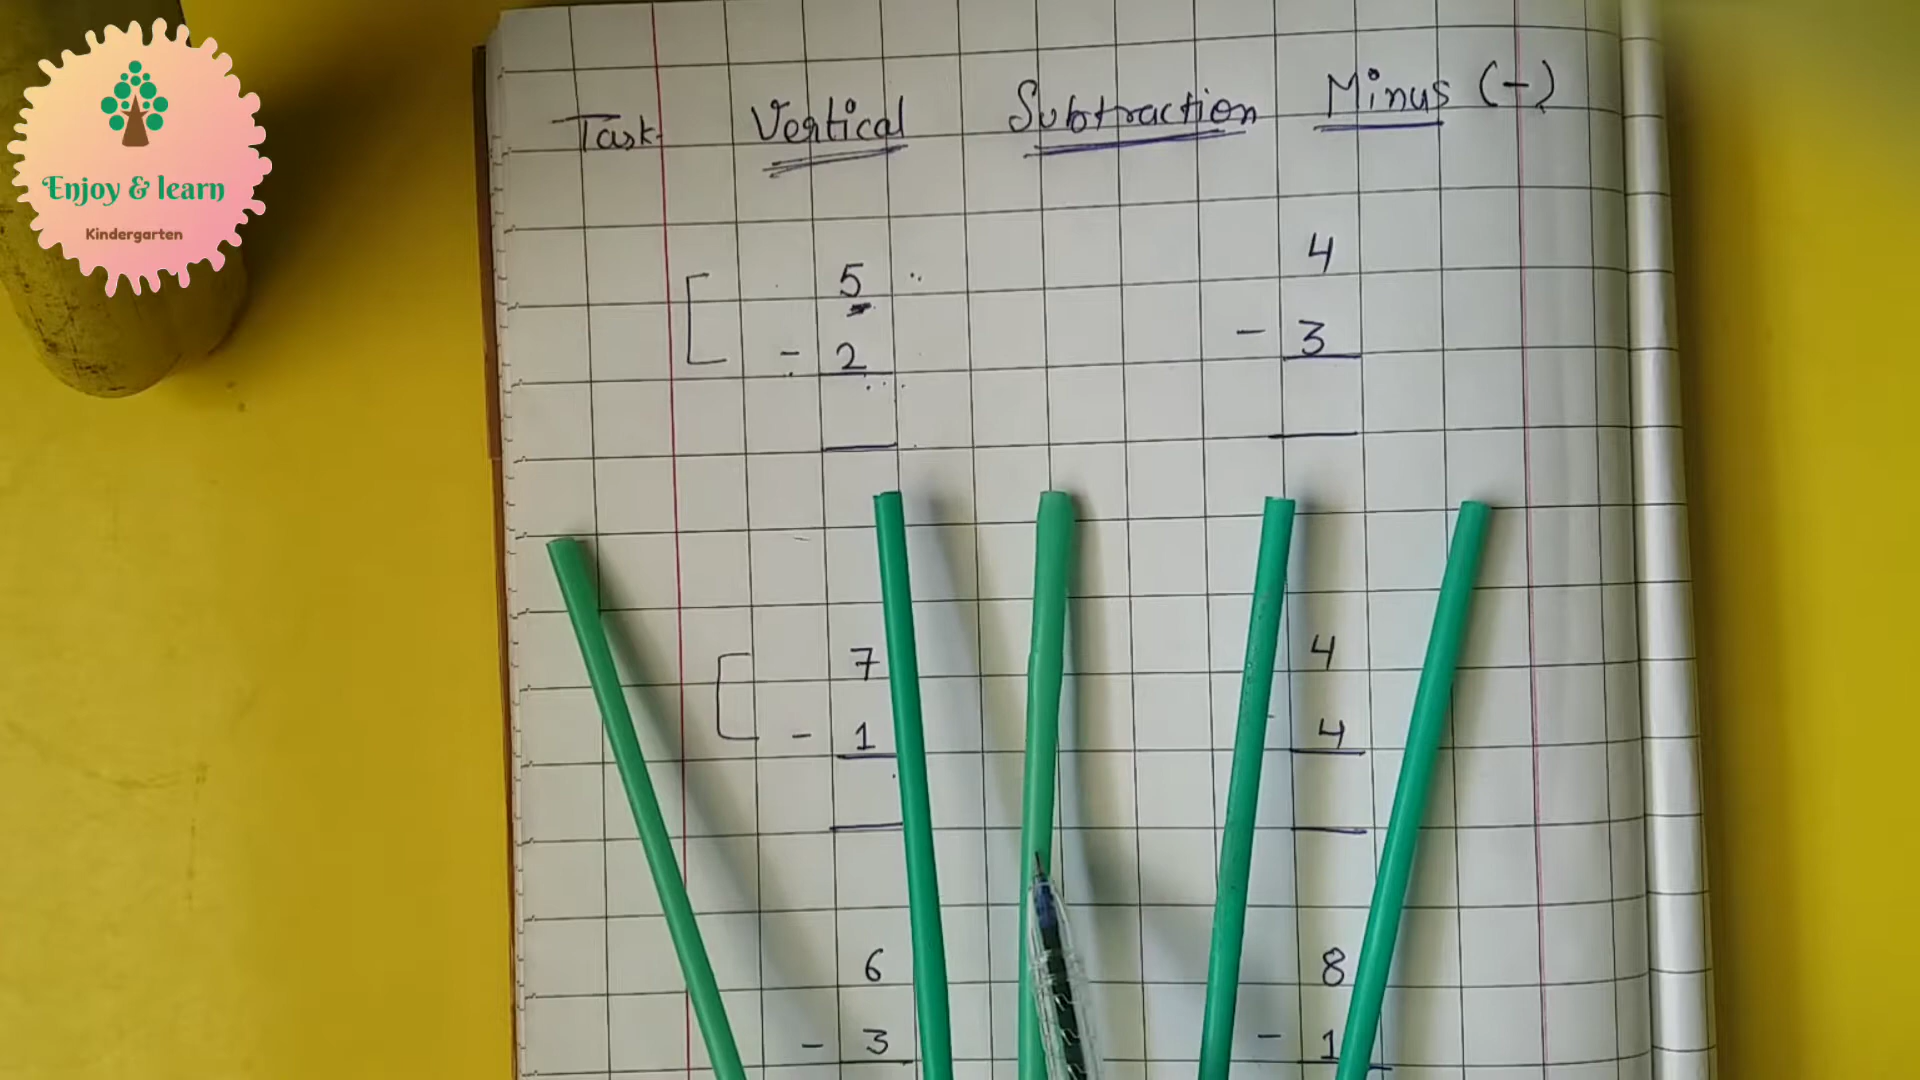 Enjoy & learn
Kindergarten
Task Vertical Subtraction Minus (-)
5 4
- 2 - 3
7 4
- 1 - 4
6 8
- 3 - 1